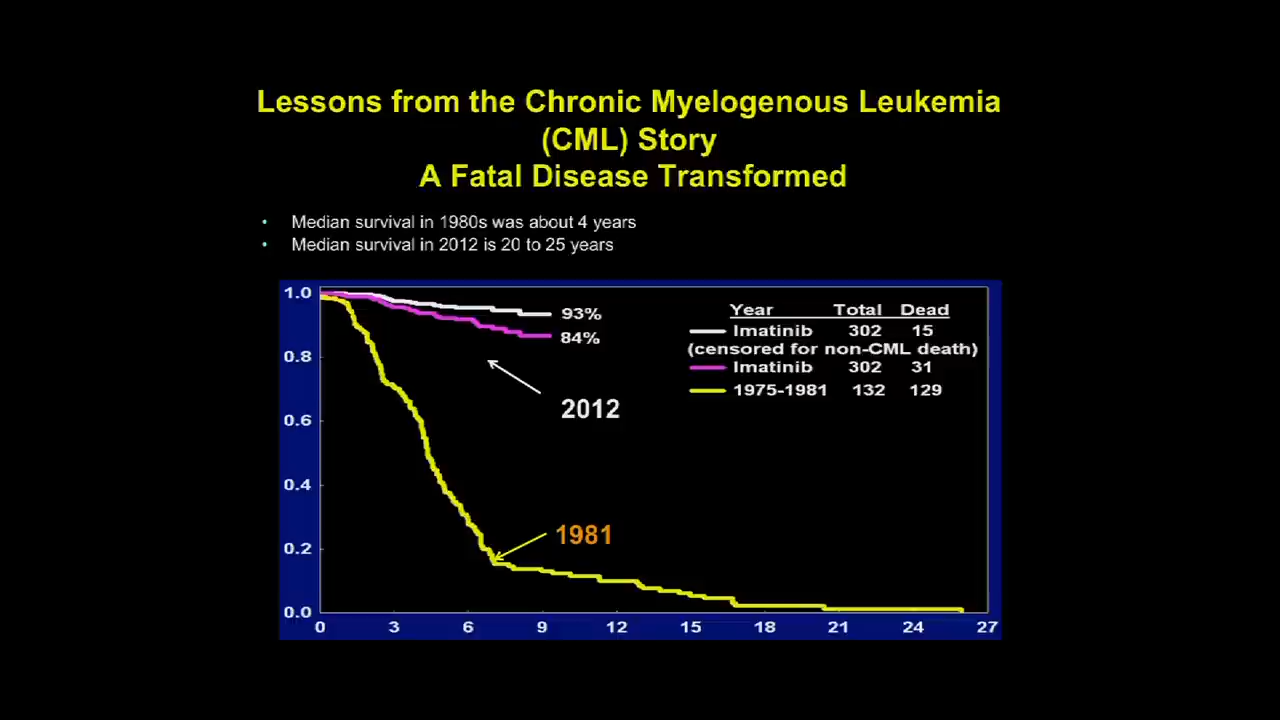 Lessons from the Chronic Myelogenous Leukemia
(CML) Story
A Fatal Disease Transformed
• Median survival in 1980s was about 4 years
• Median survival in 2012 is 20 to 25 years
1.0
0.8
0.6
0.4
0.2
0.0
0 3 6 9 12 15 18 21 24 27
93%
84%
2012
1981
Year Total Dead
Imatinib 302 15
(censored for non-CML death)
Imatinib 302 31
1975-1981 132 129